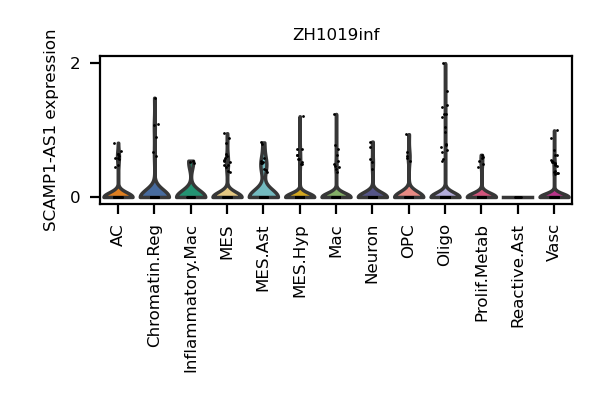 ZH1019inf
SCAMP1-AS1 expression
2
0
AC
Chromatin.Reg
Inflammatory.Mac
MES
MES.Ast
MES.Hyp
Mac
Neuron
OPC
Oligo
Prolif.Metab
Reactive.Ast
Vasc